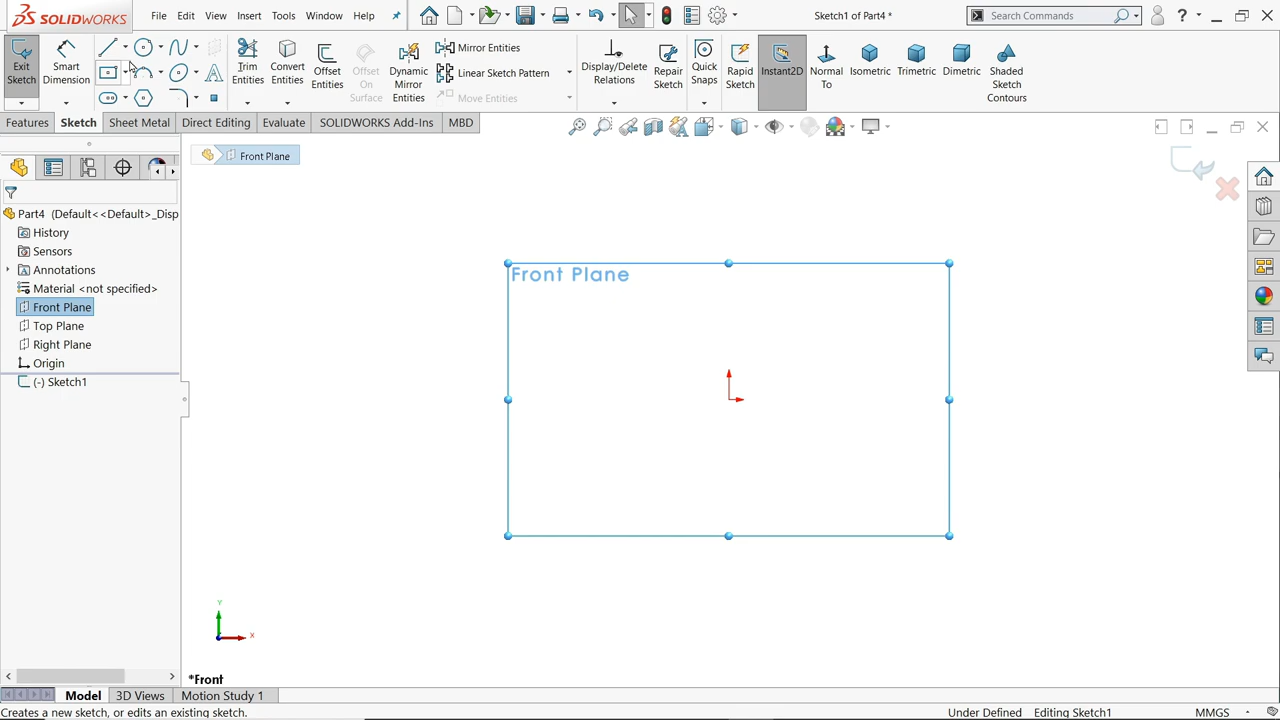 SOLIDWORKS File Edit View Insert Tools Window Help Sketch1 of Part4 * Search Commands ?
Exit Sketch
Smart Dimension
Trim Entities
Convert Entities
Offset Entities
Offset On Surface
Dynamic Mirror Entities
Mirror Entities
Linear Sketch Pattern
Move Entities
Display/Delete Relations
Repair Sketch
Quick Snaps
Rapid Sketch
Instant2D
Normal To
Isometric
Trimetric
Dimetric
Shaded Sketch Contours
Features Sketch Sheet Metal Direct Editing Evaluate SOLIDWORKS Add-Ins MBD
Front Plane
Part4 (Default<<Default>_Disp
History
Sensors
Annotations
Material <not specified>
Front Plane
Top Plane
Right Plane
Origin
(-) Sketch1
Front Plane
Y
X
*Front
Model 3D Views Motion Study 1
Creates a new sketch, or edits an existing sketch. Under Defined Editing Sketch1 MMGS